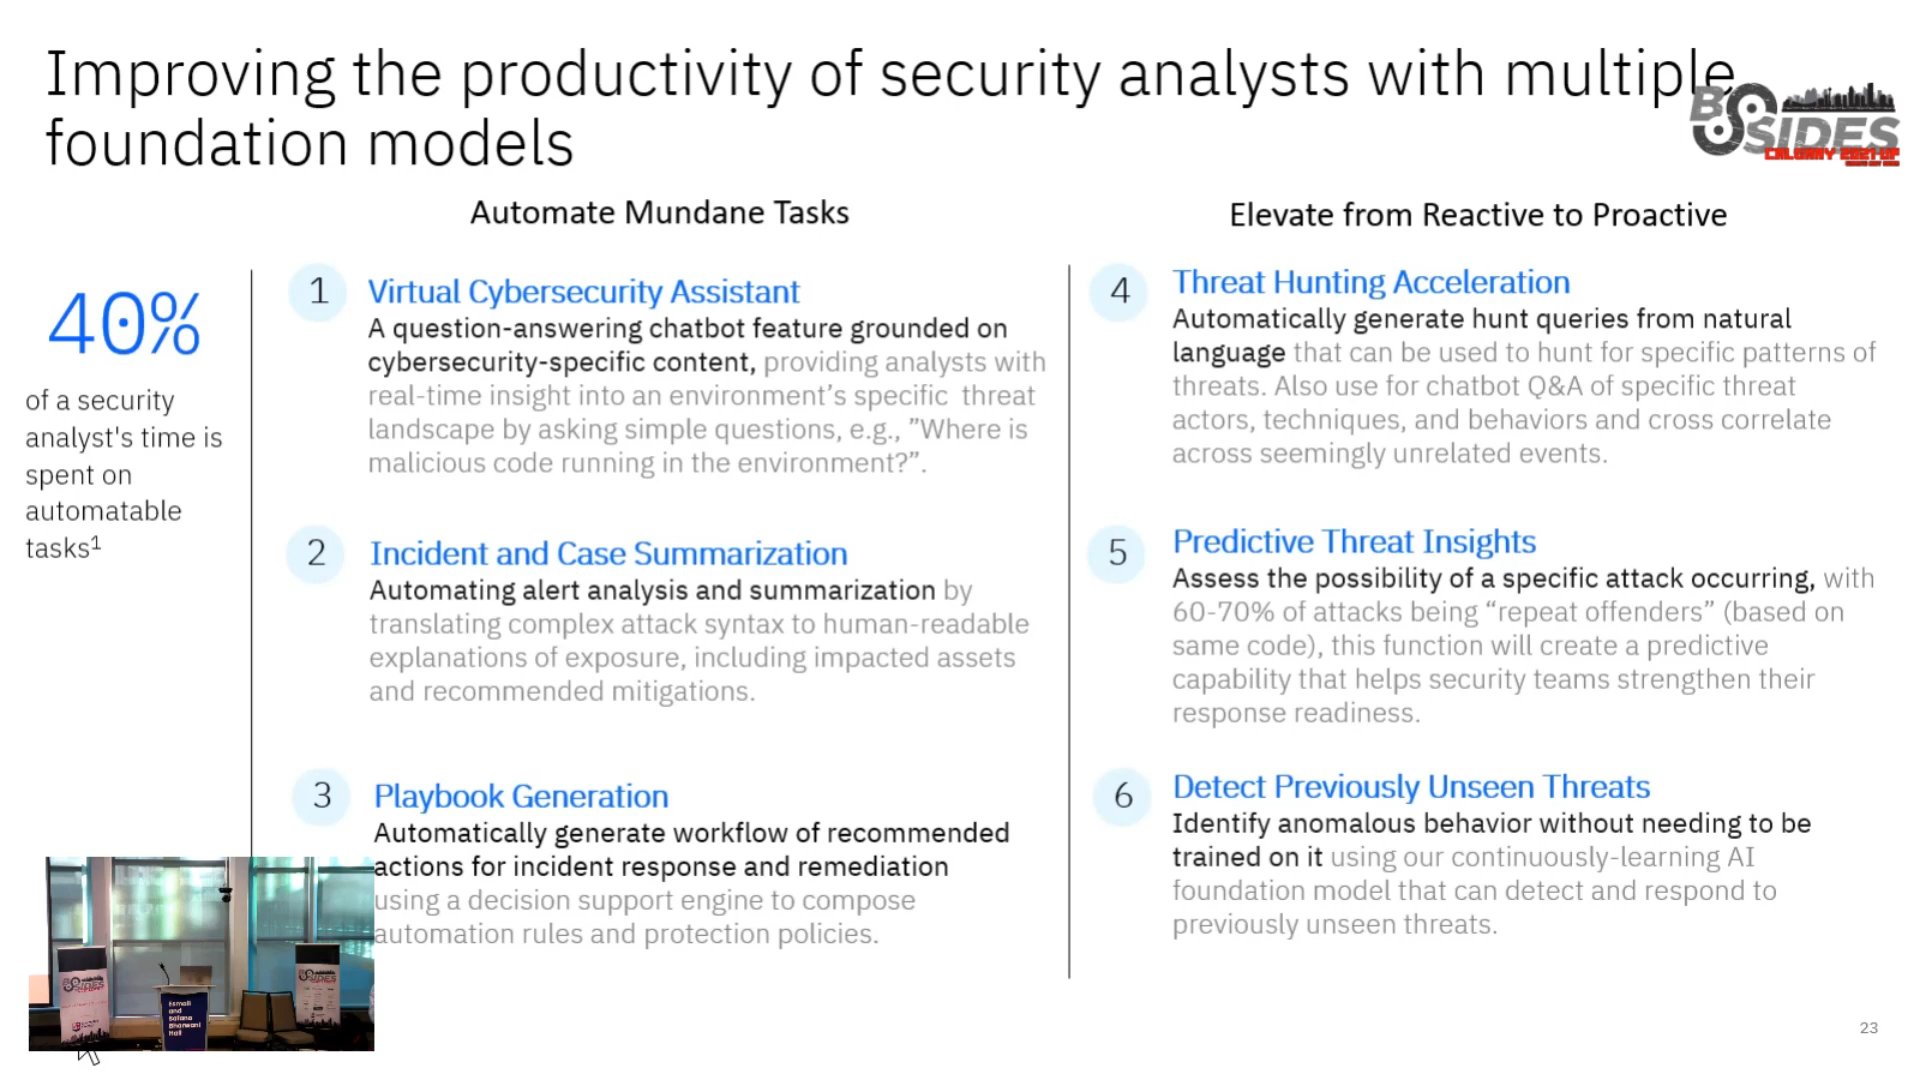 Improving the productivity of security analysts with multiple
foundation models
BSIDES
CALGARY 2021-UP
Automate Mundane Tasks
Elevate from Reactive to Proactive
40%
of a security
analyst's time is
spent on
automatable
tasks¹
1
Virtual Cybersecurity Assistant
A question-answering chatbot feature grounded on
cybersecurity-specific content, providing analysts with
real-time insight into an environment’s specific threat
landscape by asking simple questions, e.g., ”Where is
malicious code running in the environment?”.
2
Incident and Case Summarization
Automating alert analysis and summarization by
translating complex attack syntax to human-readable
explanations of exposure, including impacted assets
and recommended mitigations.
3
Playbook Generation
Automatically generate workflow of recommended
actions for incident response and remediation
using a decision support engine to compose
automation rules and protection policies.
4
Threat Hunting Acceleration
Automatically generate hunt queries from natural
language that can be used to hunt for specific patterns of
threats. Also use for chatbot Q&A of specific threat
actors, techniques, and behaviors and cross correlate
across seemingly unrelated events.
5
Predictive Threat Insights
Assess the possibility of a specific attack occurring, with
60-70% of attacks being “repeat offenders” (based on
same code), this function will create a predictive
capability that helps security teams strengthen their
response readiness.
6
Detect Previously Unseen Threats
Identify anomalous behavior without needing to be
trained on it using our continuously-learning AI
foundation model that can detect and respond to
previously unseen threats.
BSIDES
Esmail
and
Safana
Bharwani
Hall
BSIDES
23